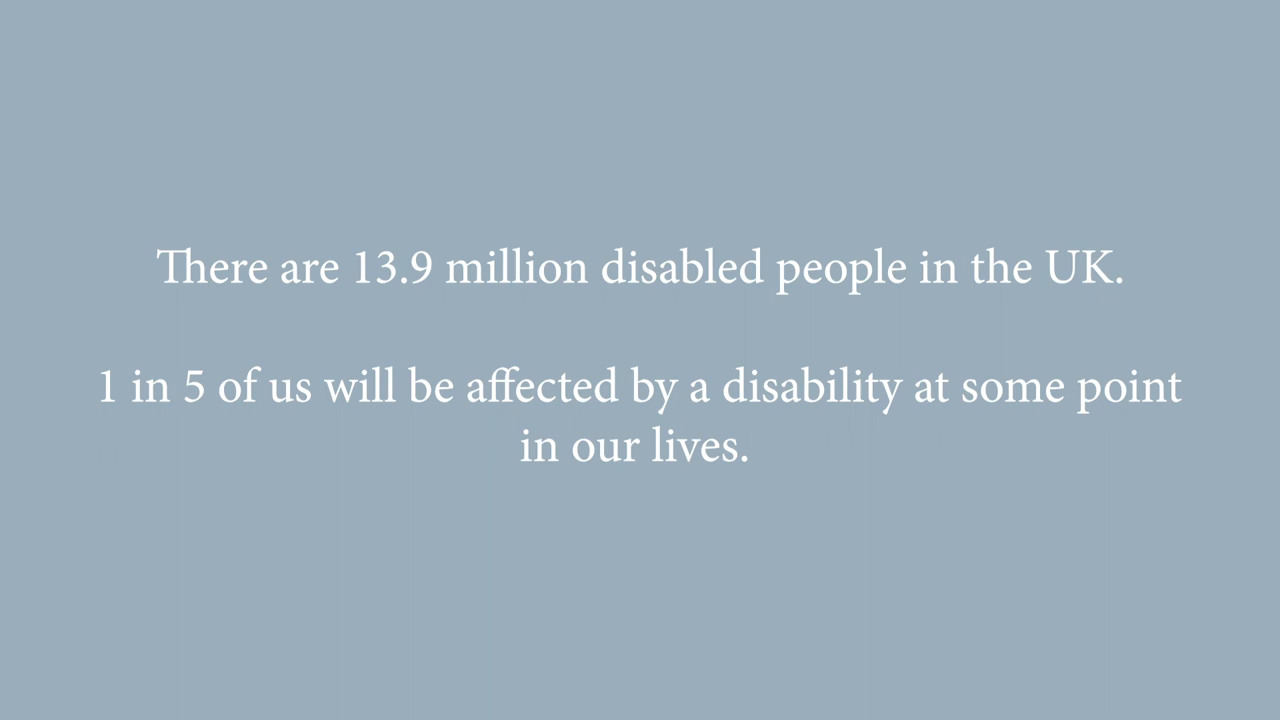 There are 13.9 million disabled people in the UK.
1 in 5 of us will be affected by a disability at some point
in our lives.